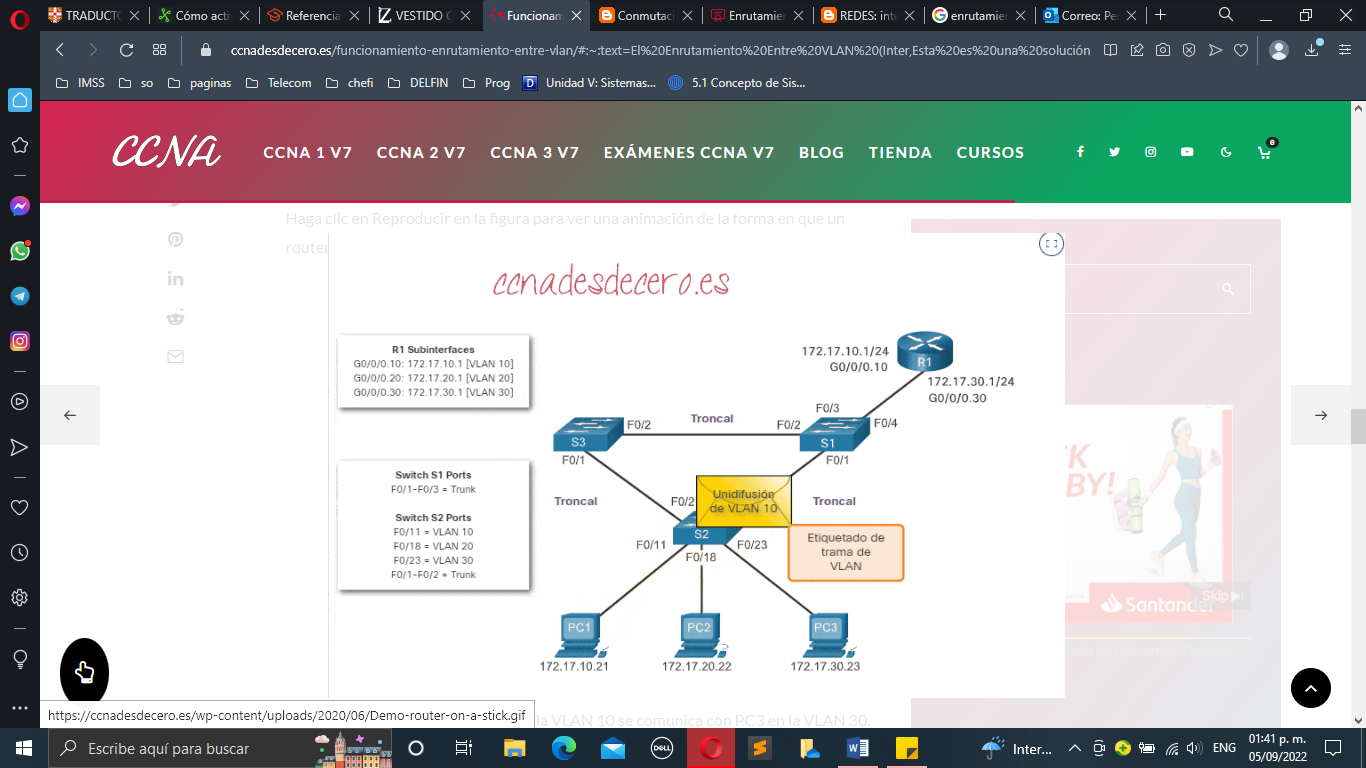 TRADUCTO
Cómo activ
Referencia
VESTIDO C
Funcionam
Conmutaci
Enrutamier
REDES: inte
enrutamier
Correo: Pe
ccnadesdecero.es/funcionamiento-enrutamiento-entre-vlan/#:~:text=El%20Enrutamiento%20Entre%20VLAN%20(Inter,Esta%20es%20una%20solución
IMSS
so
paginas
Telecom
chefi
DELFIN
Prog
Unidad V: Sistemas...
5.1 Concepto de Sis...
CCNA
CCNA 1 V7
CCNA 2 V7
CCNA 3 V7
EXÁMENES CCNA V7
BLOG
TIENDA
CURSOS
0
Haga clic en Reproducir en la figura para ver una animación de la forma en que un
router
ccnadesdecero.es
R1 Subinterfaces
G0/0/0.10: 172.17.10.1 [VLAN 10]
G0/0/0.20: 172.17.20.1 [VLAN 20]
G0/0/0.30: 172.17.30.1 [VLAN 30]
172.17.10.1/24
G0/0/0.10
R1
172.17.30.1/24
G0/0/0.30
F0/3
F0/2
Troncal
F0/2
F0/4
S3
S1
F0/1
F0/1
Switch S1 Ports
F0/1-F0/3 = Trunk
Switch S2 Ports
F0/11 = VLAN 10
F0/18 = VLAN 20
F0/23 = VLAN 30
F0/1-F0/2 = Trunk
Troncal
F0/2
Unidifusión
de VLAN 10
Troncal
S2
Etiquetado de
trama de
VLAN
F0/11
F0/18
F0/23
PC1
PC2
PC3
172.17.10.21
172.17.20.22
172.17.30.23
BY!
Santander
Skip
https://ccnadesdecero.es/wp-content/uploads/2020/06/Demo-router-on-a-stick.gif
la VLAN 10 se comunica con PC3 en la VLAN 30.
Escribe aquí para buscar
DELL
Inter...
ENG
01:41 p. m.
05/09/2022